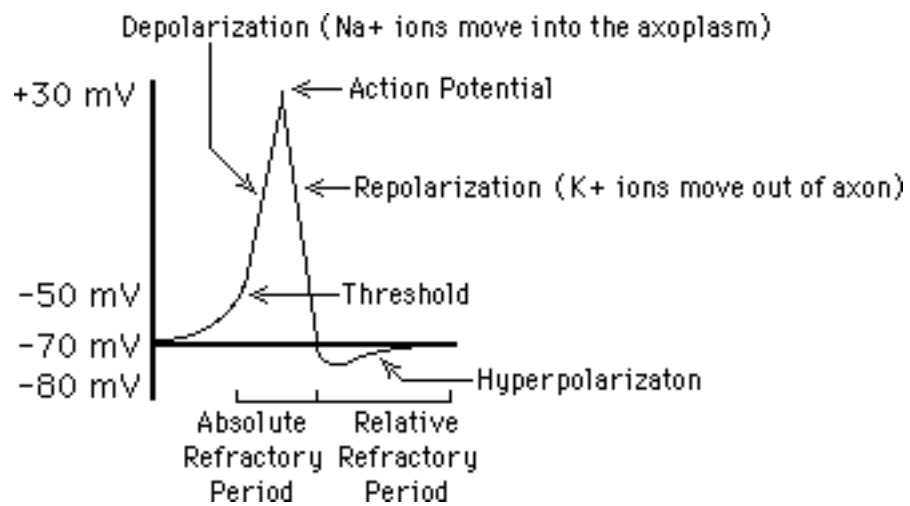 Depolarization (Na+ ions move into the axoplasm)
+30 mV
Action Potential
Repolarization (K+ ions move out of axon)
-50 mV
Threshold
-70 mV
-80 mV
Hyperpolarizaton
Absolute
Refractory
Period
Relative
Refractory
Period